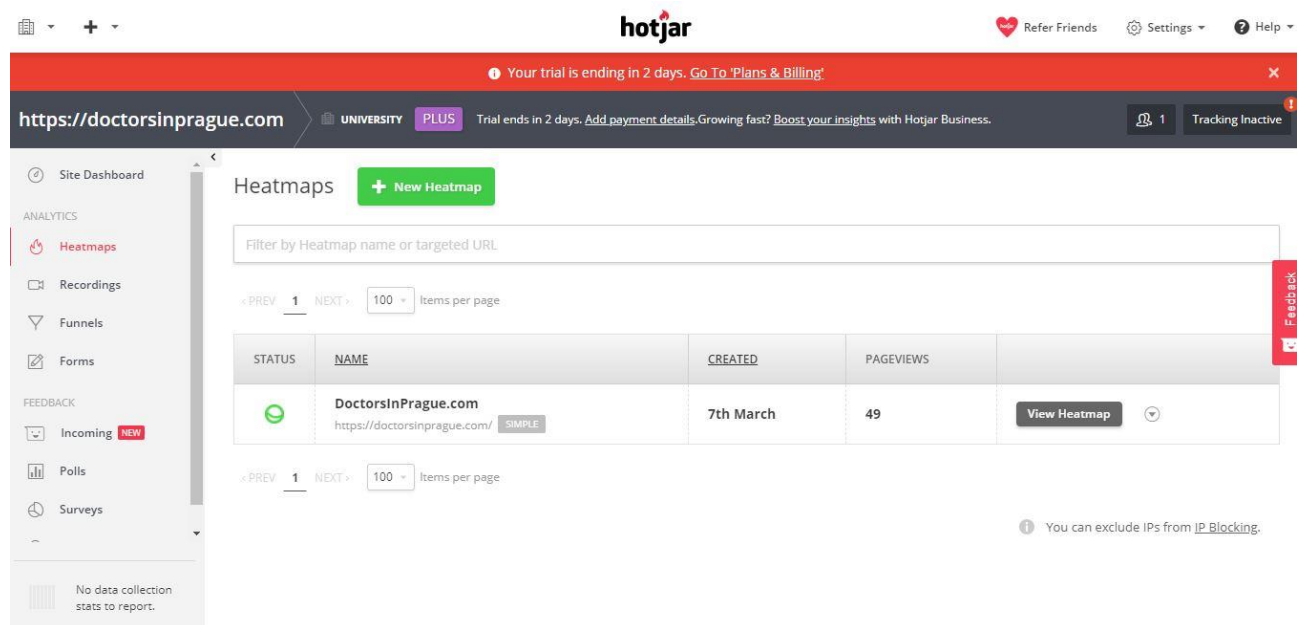 hotjar
Refer Friends Settings Help
Your trial is ending in 2 days. Go To 'Plans & Billing'
https://doctorsinprague.com UNIVERSITY PLUS Trial ends in 2 days. Add payment details.Growing fast? Boost your insights with Hotjar Business. 1 Tracking Inactive
Site Dashboard
ANALYTICS
Heatmaps
Recordings
Funnels
Forms
FEEDBACK
Incoming NEW
Polls
Surveys
No data collection
stats to report.
Heatmaps + New Heatmap
Filter by Heatmap name or targeted URL
‹ PREV 1 NEXT › 100 Items per page
STATUS NAME CREATED PAGEVIEWS
DoctorsInPrague.com 7th March 49 View Heatmap
https://doctorsinprague.com/ SIMPLE
‹ PREV 1 NEXT › 100 Items per page
You can exclude IPs from IP Blocking.
Feedback